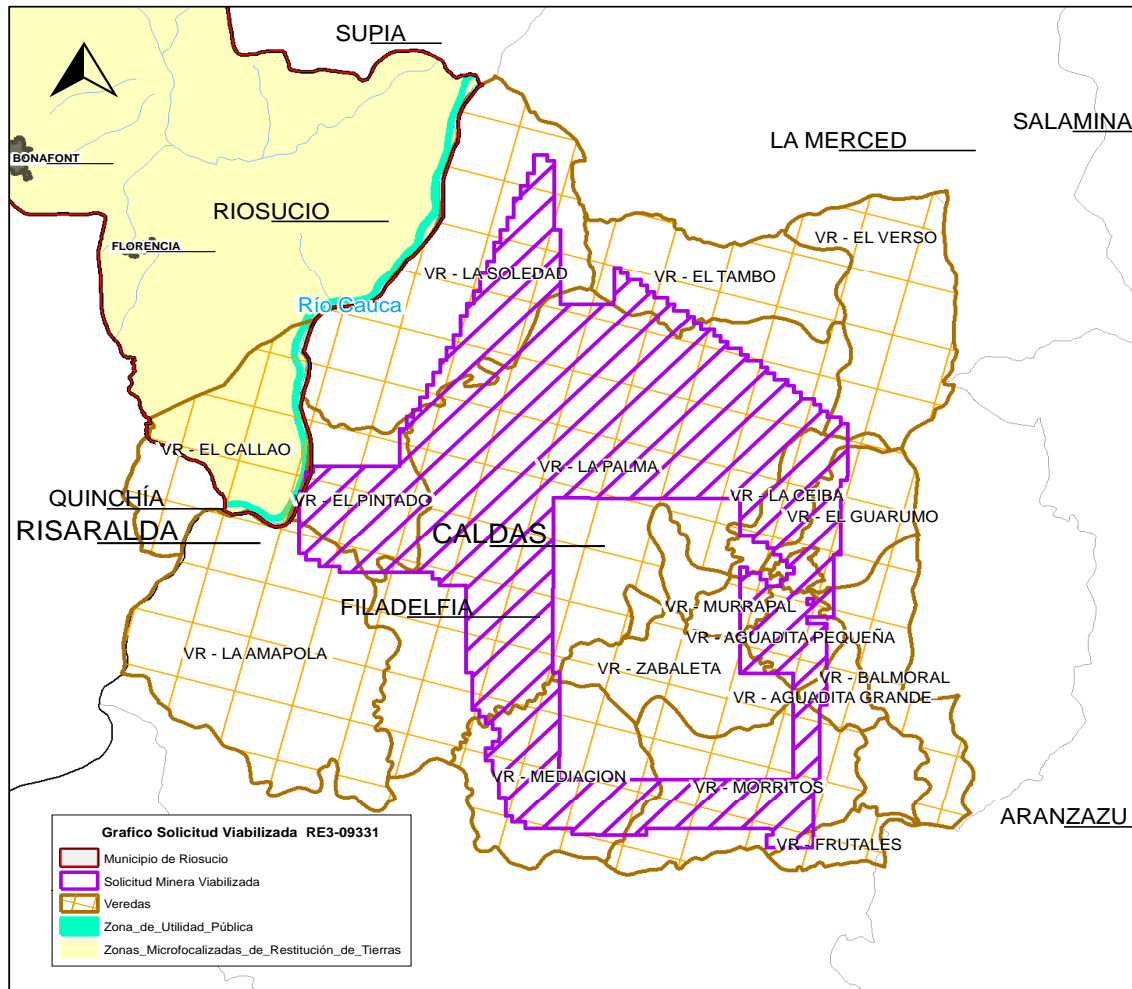 SUPIA
SALAMINA
LA MERCED
BONAFONT
RIOSUCIO
FLORENCIA
VR - EL VERSO
VR - LA SOLEDAD
VR - EL TAMBO
Río Cauca
VR - EL CALLAO
VR - LA PALMA
QUINCHÍA
VR - EL PINTADO
VR - LA CEIBA
VR - EL GUARUMO
RISARALDA
CALDAS
FILADELFIA
VR - MURRAPAL
VR - AGUADITA PEQUEÑA
VR - LA AMAPOLA
VR - ZABALETA
VR - BALMORAL
VR - AGUADITA GRANDE
VR - MEDIACION
VR - MORRITOS
ARANZAZU
VR - FRUTALES
Grafico Solicitud Viabilizada RE3-09331
Municipio de Riosucio
Solicitud Minera Viabilizada
Veredas
Zona_de_Utilidad_Pública
Zonas_Microfocalizadas_de_Restitución_de_Tierras